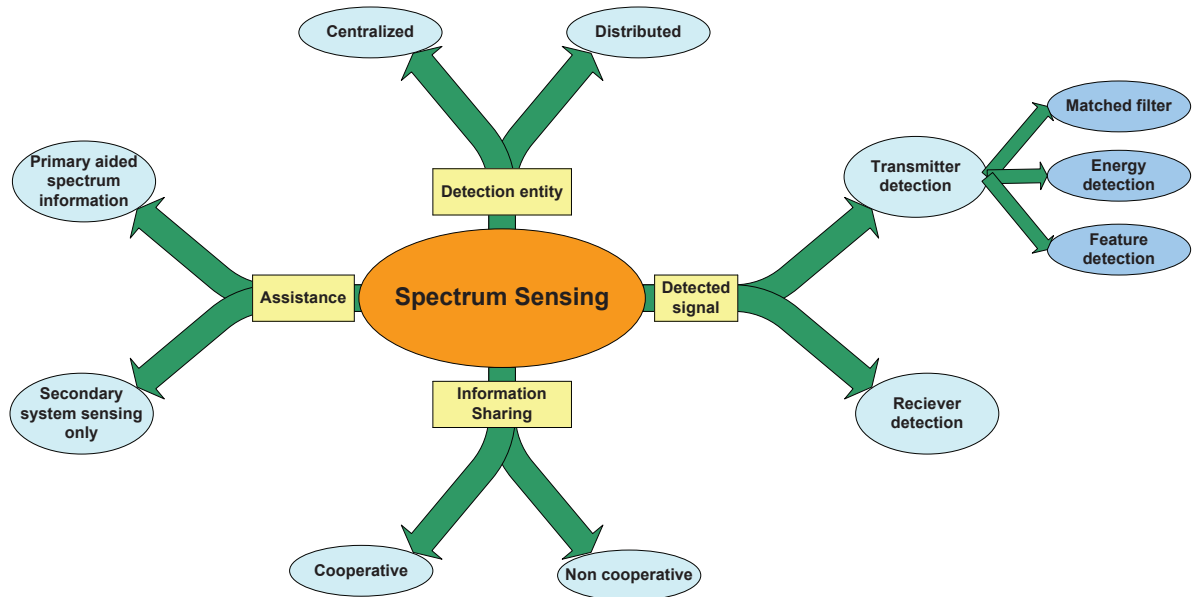 Centralized
Distributed
Matched filter
Primary aided
spectrum
information
Transmitter
detection
Energy
detection
Detection entity
Feature
detection
Assistance
Spectrum Sensing
Detected
signal
Secondary
system sensing
only
Information
Sharing
Reciever
detection
Cooperative
Non cooperative